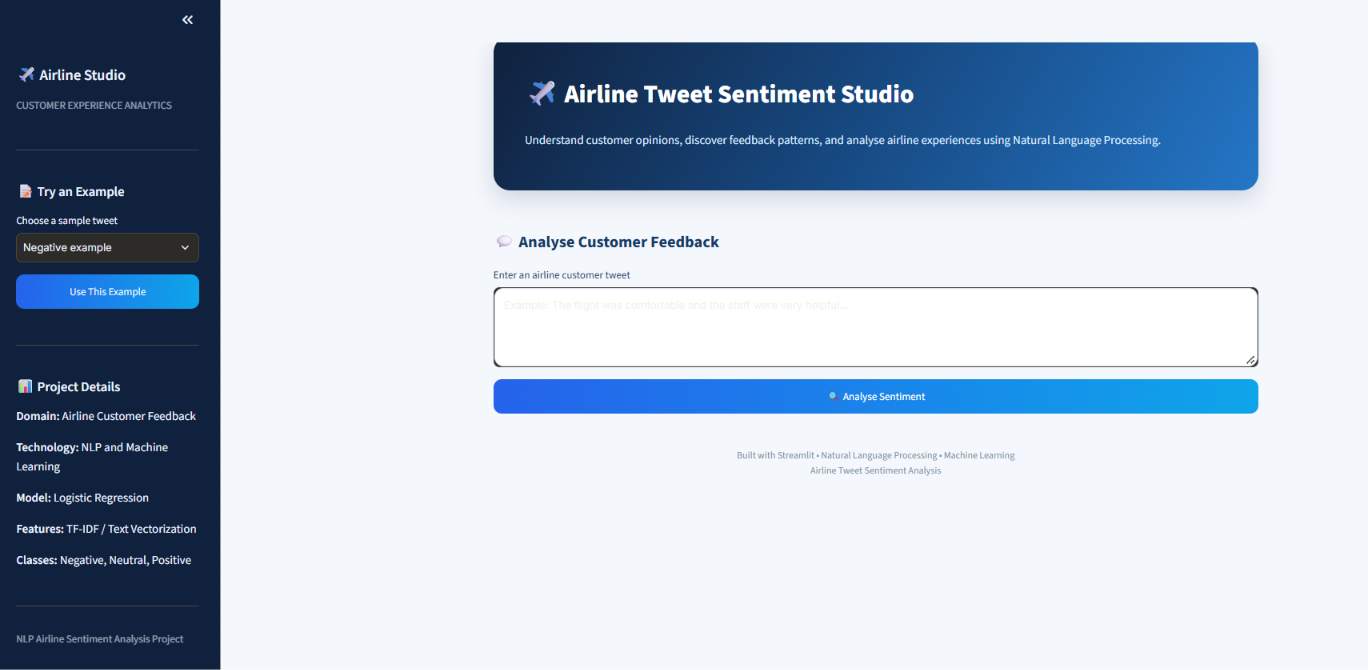 Airline Studio
CUSTOMER EXPERIENCE ANALYTICS
Try an Example
Choose a sample tweet
Negative example
Use This Example
Project Details
Domain: Airline Customer Feedback
Technology: NLP and Machine
Learning
Model: Logistic Regression
Features: TF-IDF / Text Vectorization
Classes: Negative, Neutral, Positive
NLP Airline Sentiment Analysis Project
Airline Tweet Sentiment Studio
Understand customer opinions, discover feedback patterns, and analyse airline experiences using Natural Language Processing.
Analyse Customer Feedback
Enter an airline customer tweet
Example: The flight was comfortable and the staff were very helpful...
Analyse Sentiment
Built with Streamlit • Natural Language Processing • Machine Learning
Airline Tweet Sentiment Analysis